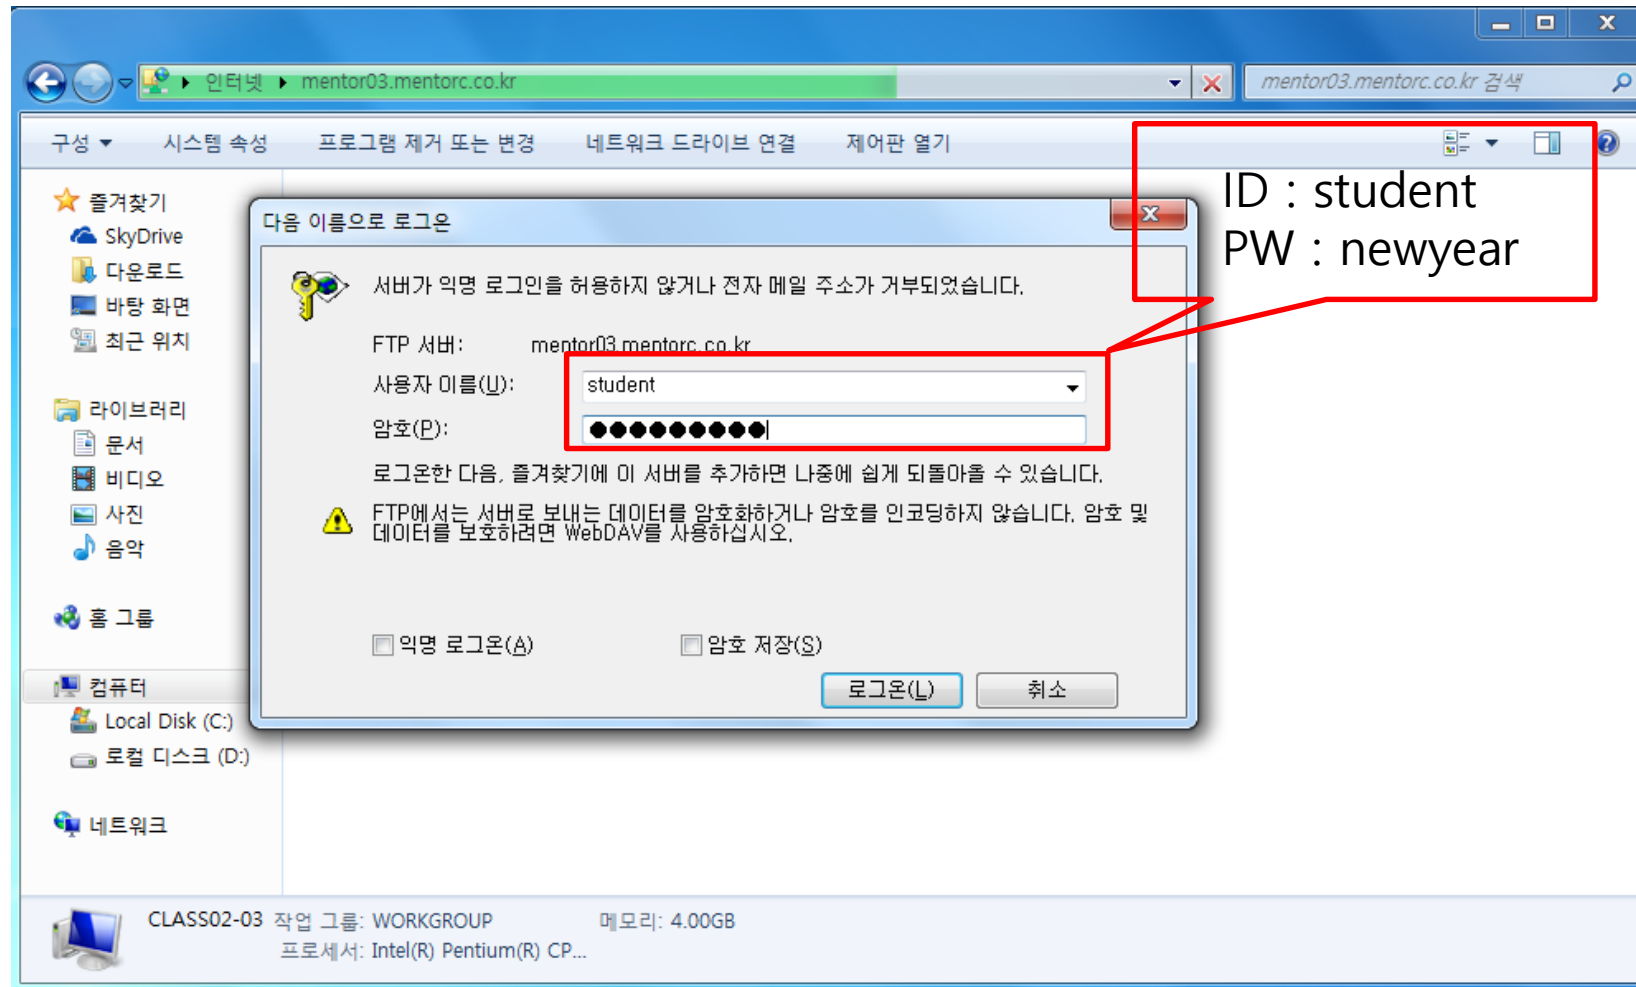 인터넷 ▸ mentor03.mentorc.co.kr
mentor03.mentorc.co.kr 검색
구성 시스템 속성 프로그램 제거 또는 변경 네트워크 드라이브 연결 제어판 열기
ID : student
PW : newyear
즐겨찾기
SkyDrive
다운로드
바탕 화면
최근 위치
라이브러리
문서
비디오
사진
음악
홈 그룹
컴퓨터
Local Disk (C:)
로컬 디스크 (D:)
네트워크
다음 이름으로 로그온
서버가 익명 로그인을 허용하지 않거나 전자 메일 주소가 거부되었습니다.
FTP 서버: mentor03.mentorc.co.kr
사용자 이름(U): student
암호(P): ●●●●●●●●●
로그온한 다음, 즐겨찾기에 이 서버를 추가하면 나중에 쉽게 되돌아올 수 있습니다.
FTP에서는 서버로 보내는 데이터를 암호화하거나 암호를 인코딩하지 않습니다. 암호 및
데이터를 보호하려면 WebDAV를 사용하십시오.
익명 로그온(A) 암호 저장(S)
로그온(L) 취소
CLASS02-03 작업 그룹: WORKGROUP 메모리: 4.00GB
프로세서: Intel(R) Pentium(R) CP...